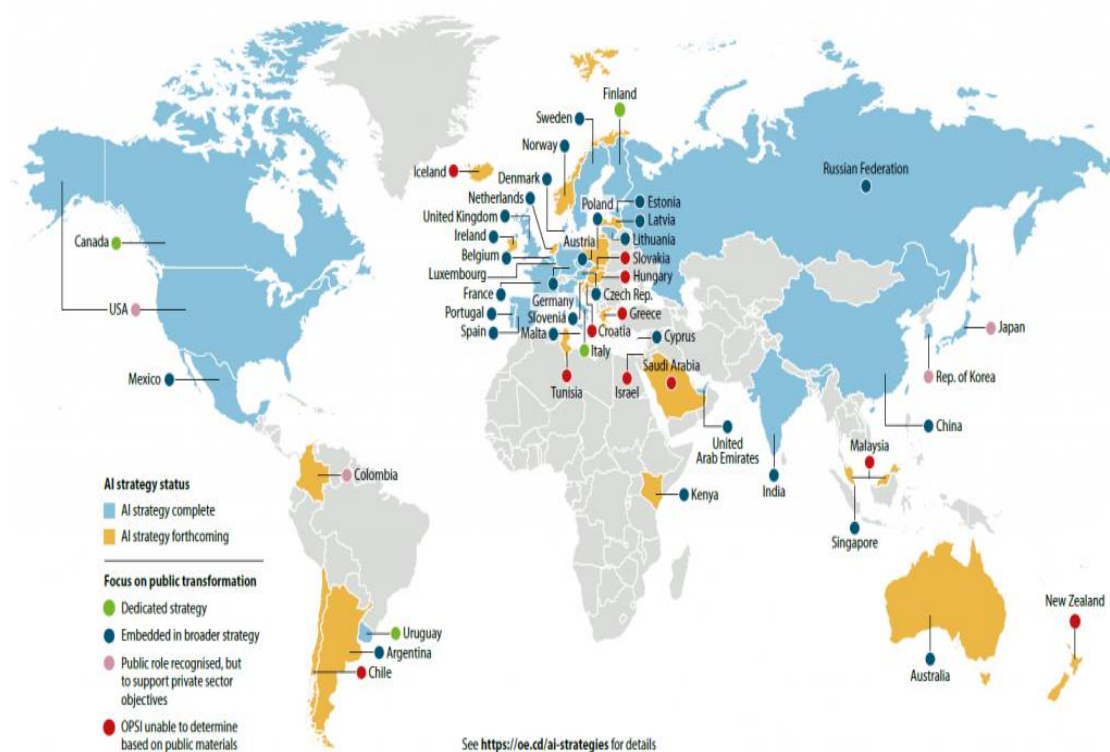 Finland
Sweden
Norway
Iceland
Denmark
Netherlands
Poland
Estonia
Latvia
United Kingdom
Ireland
Austria
Lithuania
Belgium
Slovakia
Luxembourg
Hungary
France
Germany
Czech Rep.
Portugal
Slovenia
Greece
Spain
Malta
Croatia
Cyprus
Italy
Tunisia
Israel
Saudi Arabia
Russian Federation
Canada
USA
Mexico
Japan
Rep. of Korea
China
United
Arab Emirates
India
Malaysia
Singapore
Kenya
Colombia
New Zealand
Australia
Uruguay
Argentina
Chile
AI strategy status
AI strategy complete
AI strategy forthcoming
Focus on public transformation
Dedicated strategy
Embedded in broader strategy
Public role recognised, but
to support private sector
objectives
OPSI unable to determine
based on public materials
See https://oe.cd/ai-strategies for details